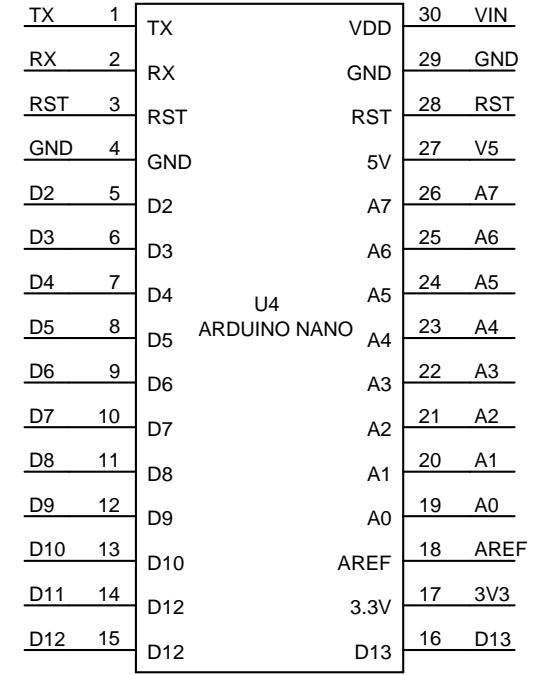 TX 1 TX VDD 30 VIN
RX 2 RX GND 29 GND
RST 3 RST RST 28 RST
GND 4 GND 5V 27 V5
D2 5 D2 A7 26 A7
D3 6 D3 A6 25 A6
D4 7 D4 A5 24 A5
U4
ARDUINO NANO
D5 8 D5 A4 23 A4
D6 9 D6 A3 22 A3
D7 10 D7 A2 21 A2
D8 11 D8 A1 20 A1
D9 12 D9 A0 19 A0
D10 13 D10 AREF 18 AREF
D11 14 D12 3.3V 17 3V3
D12 15 D12 D13 16 D13